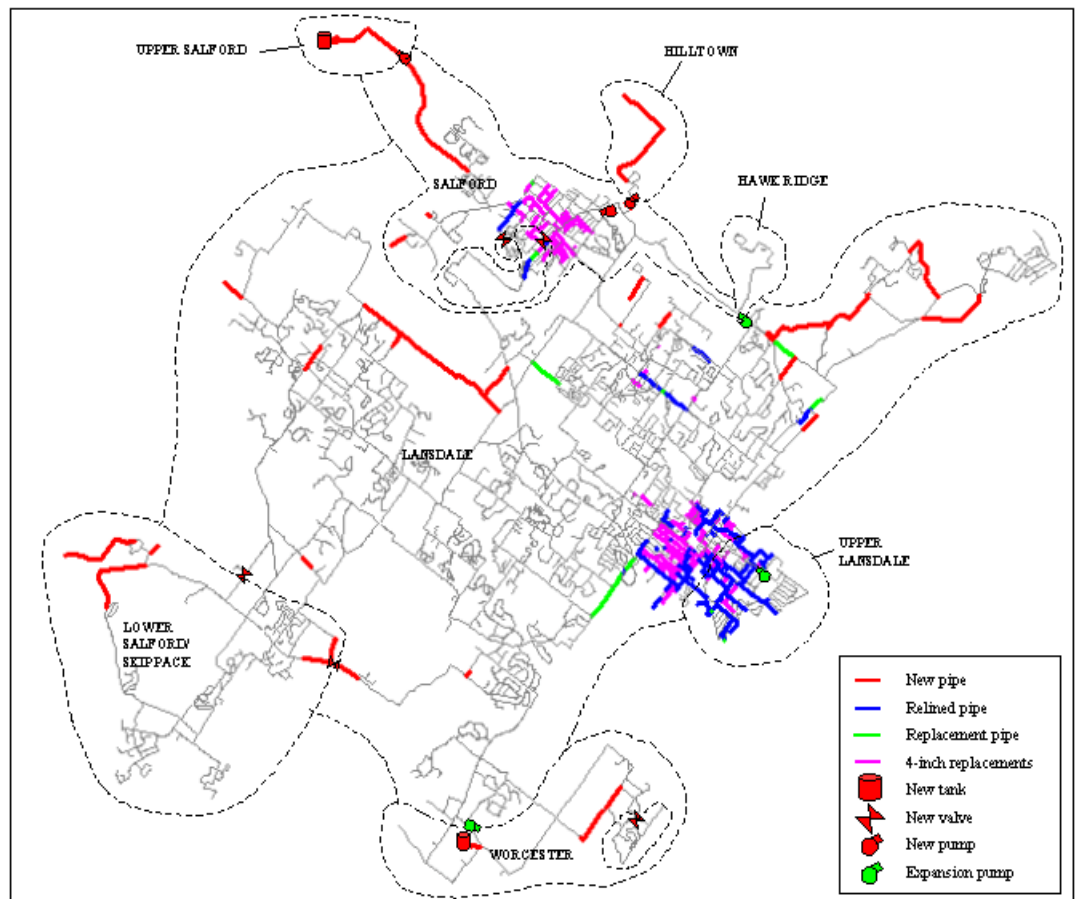 UPPER SALFORD
HILLTOWN
SALFORD
HAWK RIDGE
LANSDALE
UPPER
LANSDALE
LOWER
SALFORD/
SKIPPACK
WORCESTER
New pipe
Relined pipe
Replacement pipe
4-inch replacements
New tank
New valve
New pump
Expansion pump